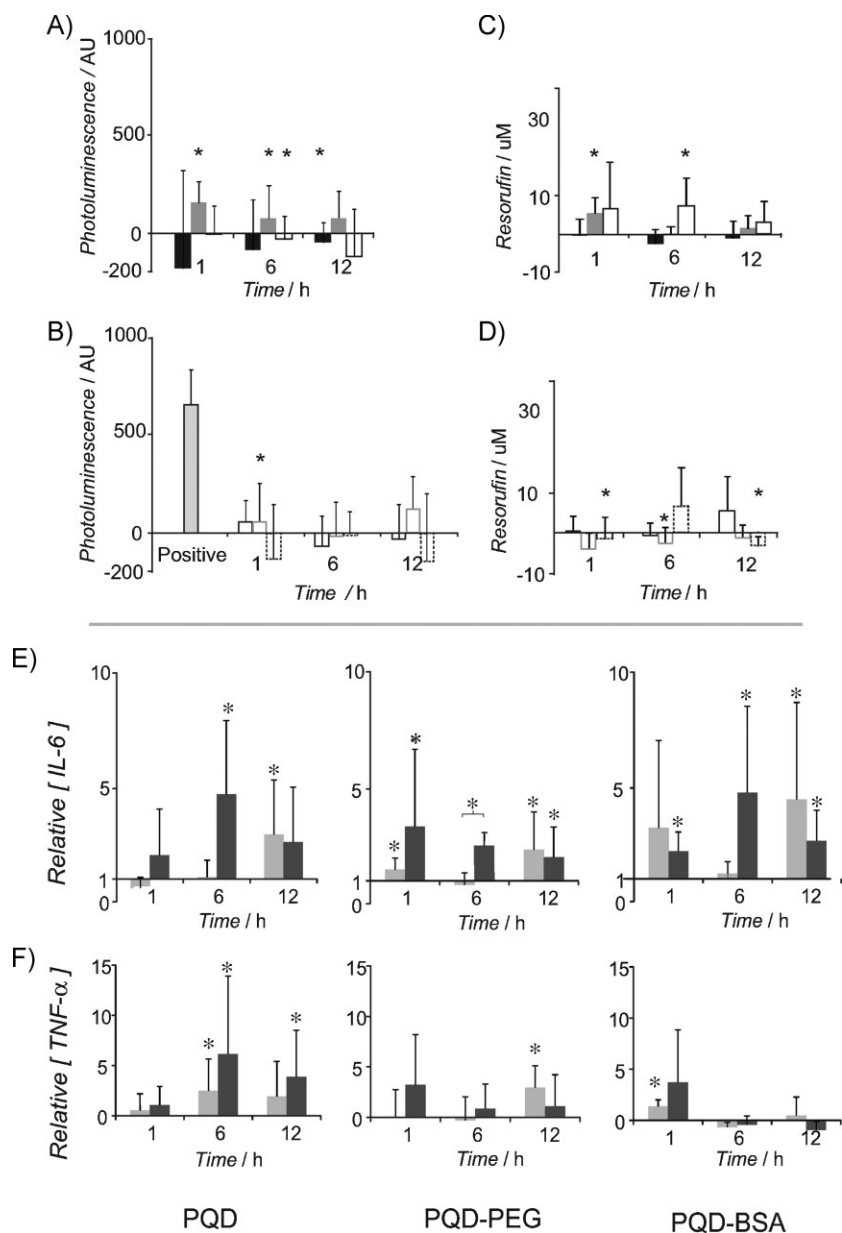 A)
1000
500
0
-200
Photoluminescence / AU
* * * *
1 6 12
Time / h
C)
30
10
0
-10
Resorufin / uM
* *
1 6 12
Time / h
B)
1000
500
0
-200
Photoluminescence / AU
*
Positive 1 6 12
Time / h
D)
30
10
0
-10
Resorufin / uM
* * *
1 6 12
Time / h
E)
Relative [ IL-6 ]
10
5
1
0
* *
1 6 12
Time / h
10
5
1
0
* * * * *
1 6 12
Time / h
10
5
1
0
* * * *
1 6 12
Time / h
F)
Relative [ TNF-α ]
15
10
5
0
* * *
1 6 12
Time / h
15
10
5
0
*
1 6 12
Time / h
15
10
5
0
*
1 6 12
Time / h
PQD
PQD-PEG
PQD-BSA